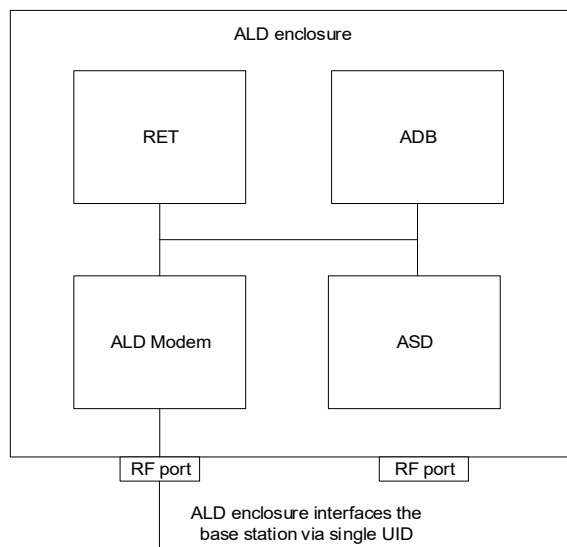 ALD enclosure
RET
ADB
ALD Modem
ASD
RF port
RF port
ALD enclosure interfaces the
base station via single UID